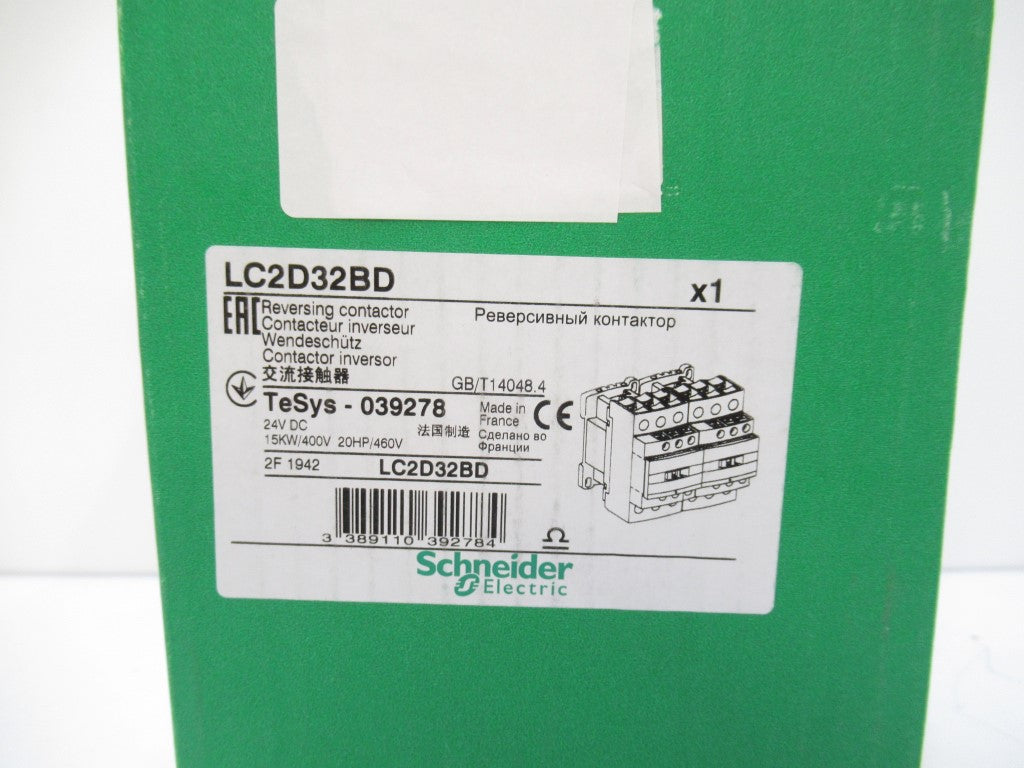 LC2D32BD
x1
EAC
Reversing contactor
Contacteur inverseur
Wendeschütz
Contactor inversor
交流接触器
Реверсивный контактор
GB/T14048.4
TeSys - 039278
24V DC
15KW/400V 20HP/460V
法国制造
Made in
France
Сделано во
Франции
CE
2F 1942
LC2D32BD
3 389110 392784
Schneider
Electric